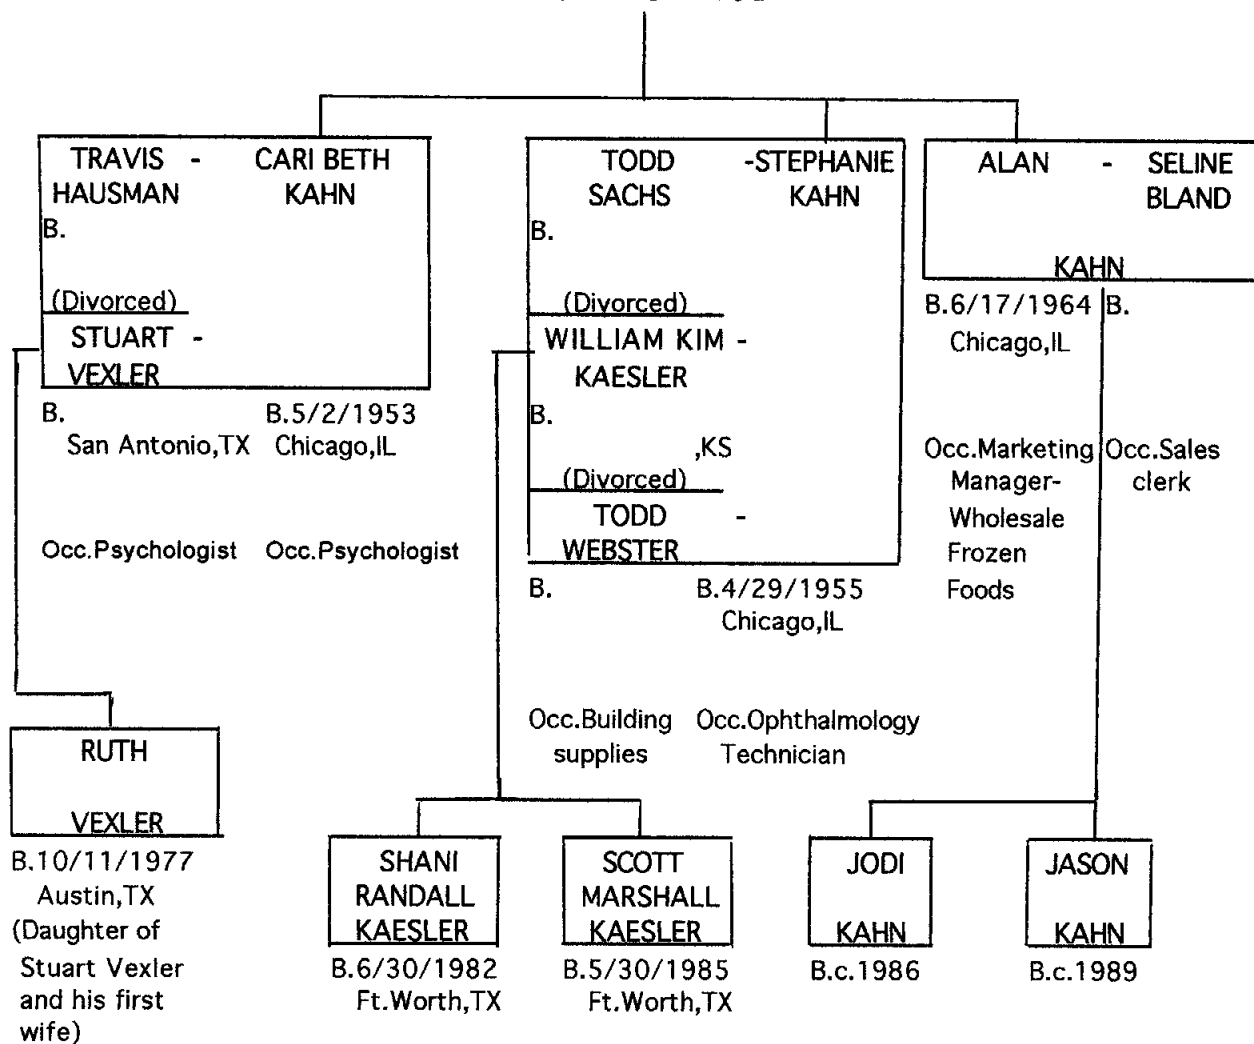 TRAVIS - CARI BETH
HAUSMAN KAHN
B.
(Divorced)
STUART -
VEXLER
B. B.5/2/1953
San Antonio,TX Chicago,IL
Occ.Psychologist Occ.Psychologist
TODD -STEPHANIE
SACHS KAHN
B.
(Divorced)
WILLIAM KIM -
KAESLER
B.
,KS
(Divorced)
TODD -
WEBSTER
B. B.4/29/1955
Chicago,IL
Occ.Building Occ.Ophthalmology
supplies Technician
ALAN - SELINE
BLAND
KAHN
B.6/17/1964 B.
Chicago,IL
Occ.Marketing Occ.Sales
Manager- clerk
Wholesale
Frozen
Foods
RUTH
VEXLER
B.10/11/1977
Austin,TX
(Daughter of
Stuart Vexler
and his first
wife)
SHANI
RANDALL
KAESLER
B.6/30/1982
Ft.Worth,TX
SCOTT
MARSHALL
KAESLER
B.5/30/1985
Ft.Worth,TX
JODI
KAHN
B.c.1986
JASON
KAHN
B.c.1989